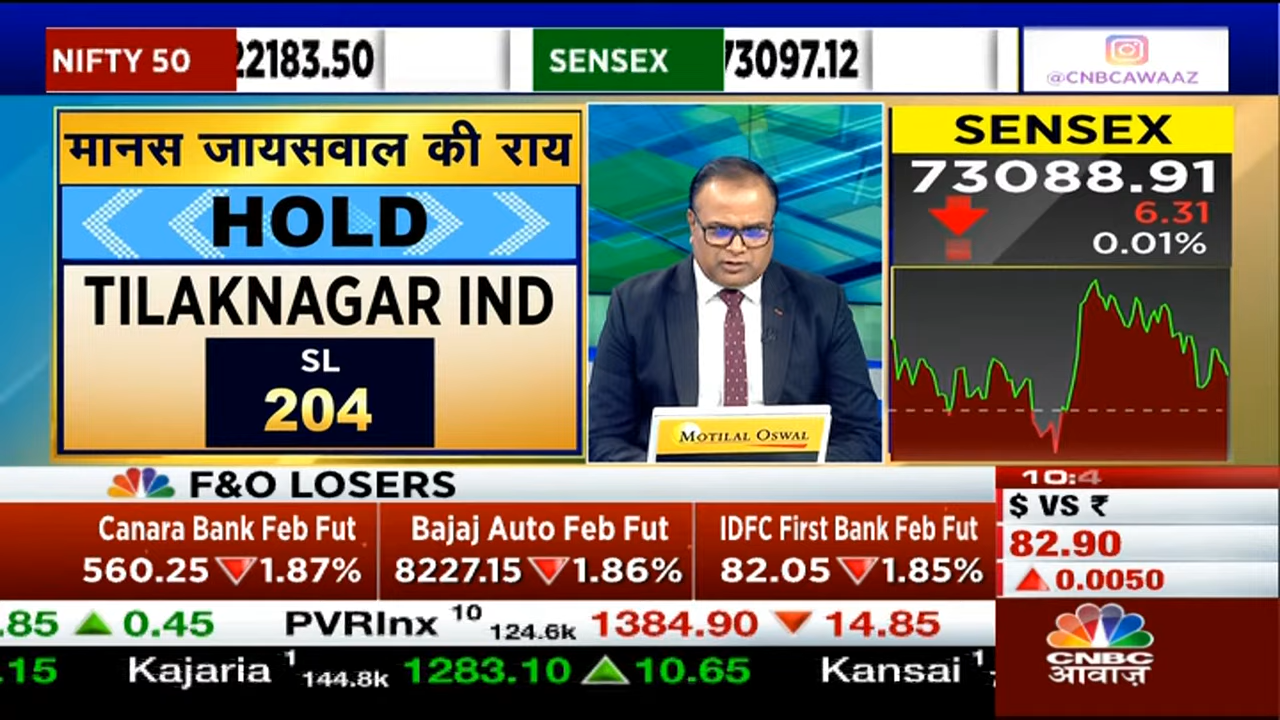 NIFTY 50 22183.50 SENSEX 73097.12
@CNBCAWAAZ
मानस जायसवाल की राय
HOLD
TILAKNAGAR IND
SL
204
MOTILAL OSWAL
SENSEX
73088.91
6.31
0.01%
F&O LOSERS
Canara Bank Feb Fut
560.25 1.87%
Bajaj Auto Feb Fut
8227.15 1.86%
IDFC First Bank Feb Fut
82.05 1.85%
10:4
$ VS ₹
82.90
0.0050
.85 0.45 PVRInx 10 124.6k 1384.90 14.85
.15 Kajaria 1 144.8k 1283.10 10.65 Kansai 1
CNBC
आवाज़